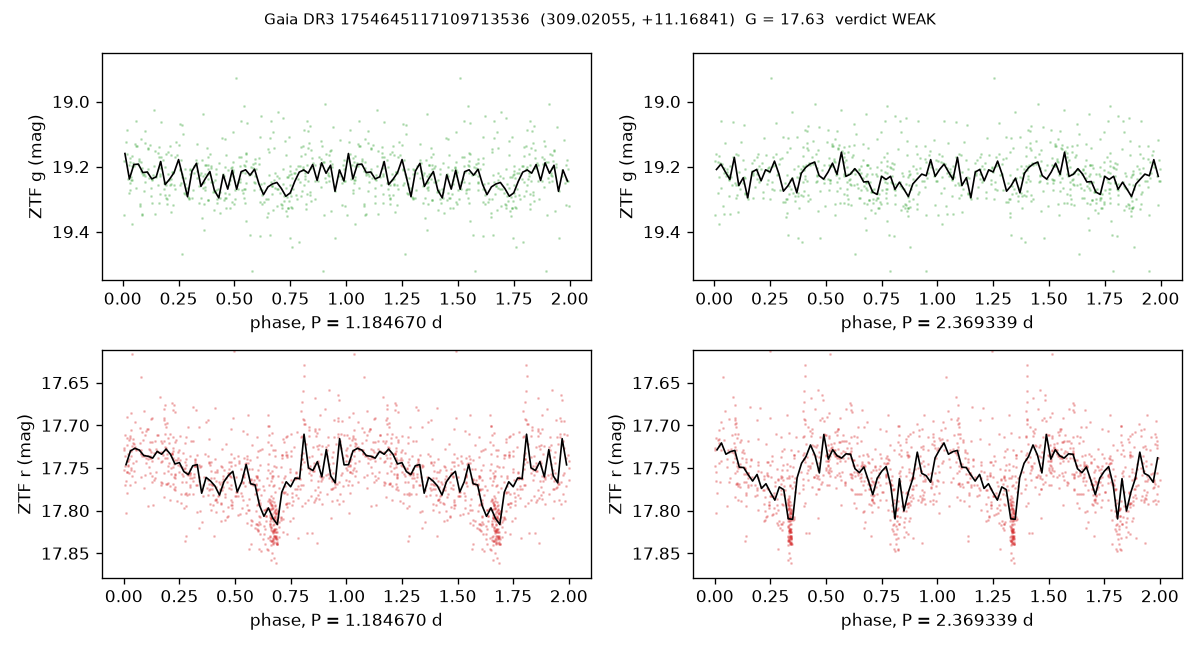 Gaia DR3 1754645117109713536  (309.02055, +11.16841)  G = 17.63  verdict WEAK
ZTF g (mag)
19.0
19.2
19.4
0.00 0.25 0.50 0.75 1.00 1.25 1.50 1.75 2.00
phase, P = 1.184670 d
ZTF g (mag)
19.0
19.2
19.4
0.00 0.25 0.50 0.75 1.00 1.25 1.50 1.75 2.00
phase, P = 2.369339 d
ZTF r (mag)
17.65
17.70
17.75
17.80
17.85
0.00 0.25 0.50 0.75 1.00 1.25 1.50 1.75 2.00
phase, P = 1.184670 d
ZTF r (mag)
17.65
17.70
17.75
17.80
17.85
0.00 0.25 0.50 0.75 1.00 1.25 1.50 1.75 2.00
phase, P = 2.369339 d